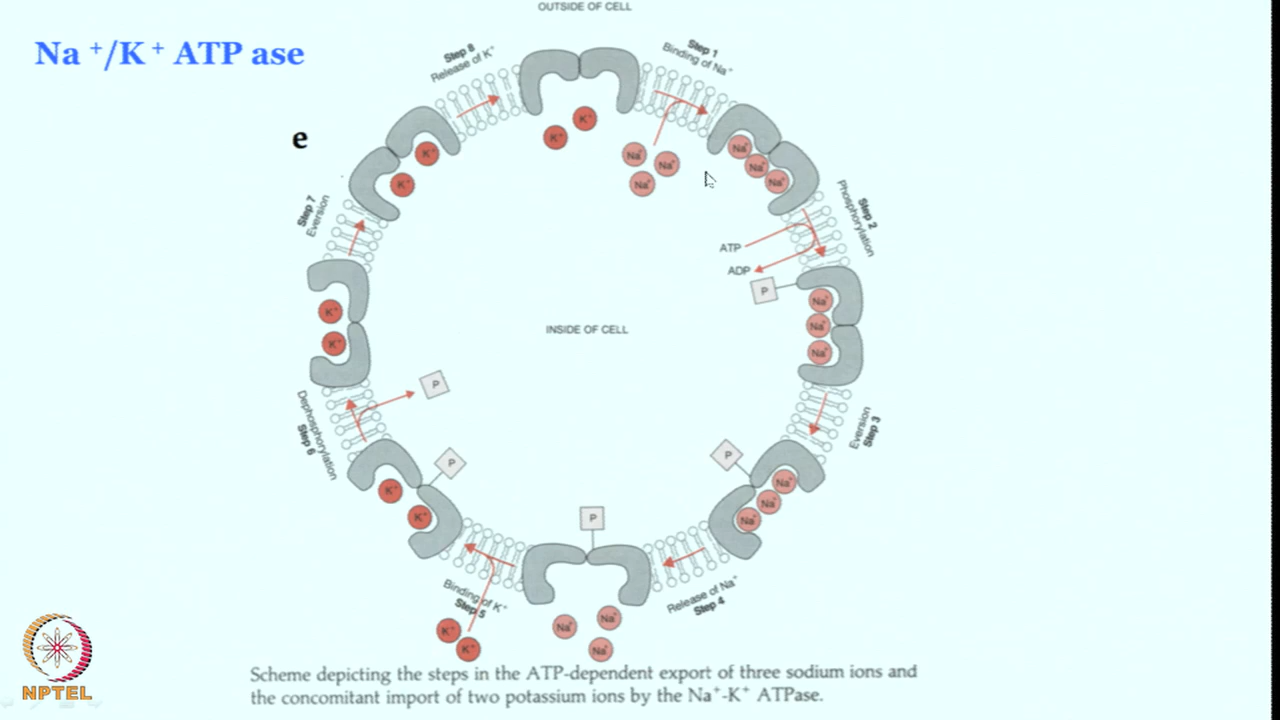 OUTSIDE OF CELL
Na +/K + ATP ase
Step 8
Release of K+
Step 1
Binding of Na+
e
K+
K+
Na+
Na+
Na+
Na+
Na+
Na+
K+
K+
Step 2
Phosphorylation
Step 7
Eversion
ATP
ADP
P
Na+
Na+
Na+
INSIDE OF CELL
K+
K+
P
Dephosphorylation
Step 6
Eversion
Step 3
P
P
Na+
Na+
Na+
K+
K+
P
Binding of K+
Step 5
Release of Na+
Step 4
K+
K+
Na+
Na+
Na+
NPTEL
Scheme depicting the steps in the ATP-dependent export of three sodium ions and
the concomitant import of two potassium ions by the Na+-K+ ATPase.